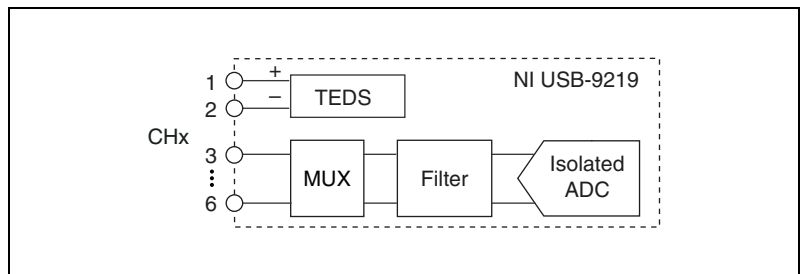 NI USB-9219
1
+
TEDS
2
–
CHx
3
MUX
Filter
Isolated
ADC
6